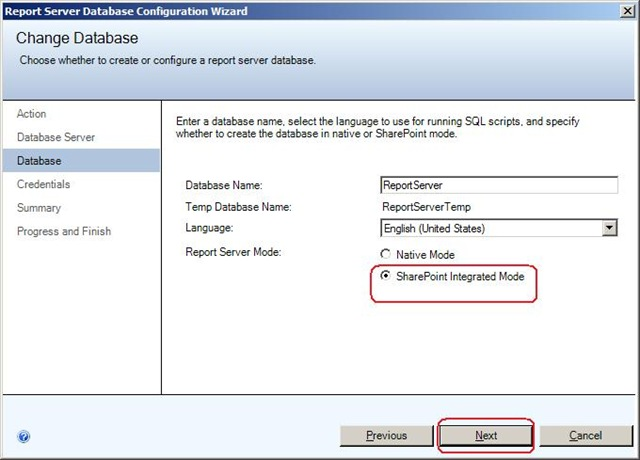 Report Server Database Configuration Wizard
Change Database
Choose whether to create or configure a report server database.
Action
Database Server
Database
Credentials
Summary
Progress and Finish
Enter a database name, select the language to use for running SQL scripts, and specify
whether to create the database in native or SharePoint mode.
Database Name: ReportServer
Temp Database Name: ReportServerTemp
Language: English (United States)
Report Server Mode: Native Mode
SharePoint Integrated Mode
? Previous Next Cancel